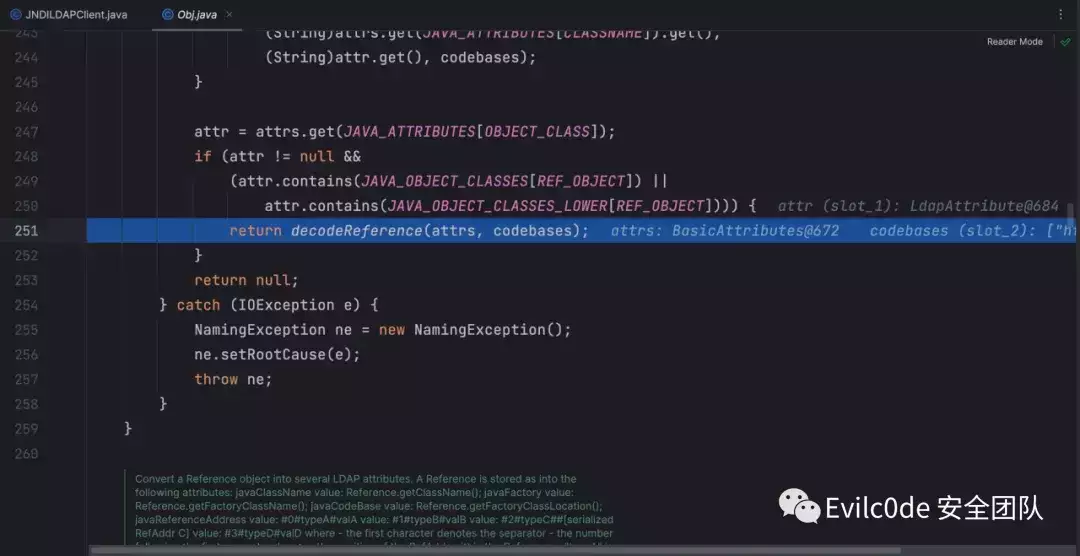 JNDILDAPClient.java Obj.java
Reader Mode
243 (String)attrs.get(JAVA_ATTRIBUTES[CLASSNAME]).get(),
244 (String)attr.get(), codebases);
245 }
246
247 attr = attrs.get(JAVA_ATTRIBUTES[OBJECT_CLASS]);
248 if (attr != null &&
249 (attr.contains(JAVA_OBJECT_CLASSES[REF_OBJECT]) ||
250 attr.contains(JAVA_OBJECT_CLASSES_LOWER[REF_OBJECT]))) { attr (slot_1): LdapAttribute@684
251 return decodeReference(attrs, codebases); attrs: BasicAttributes@672 codebases (slot_2): ["ht
252 }
253 return null;
254 } catch (IOException e) {
255 NamingException ne = new NamingException();
256 ne.setRootCause(e);
257 throw ne;
258 }
259 }
260
Convert a Reference object into several LDAP attributes. A Reference is stored as into the
following attributes: javaClassName value: Reference.getClassName(); javaFactory value:
Reference.getFactoryClassName(); javaCodeBase value: Reference.getFactoryClassLocation();
javaReferenceAddress value: #0#typeA#valA value: #1#typeB#valB value: #2#typeC##[serialized
RefAddr C] value: #3#typeD#valD where - the first character denotes the separator - the number
Evilc0de 安全团队